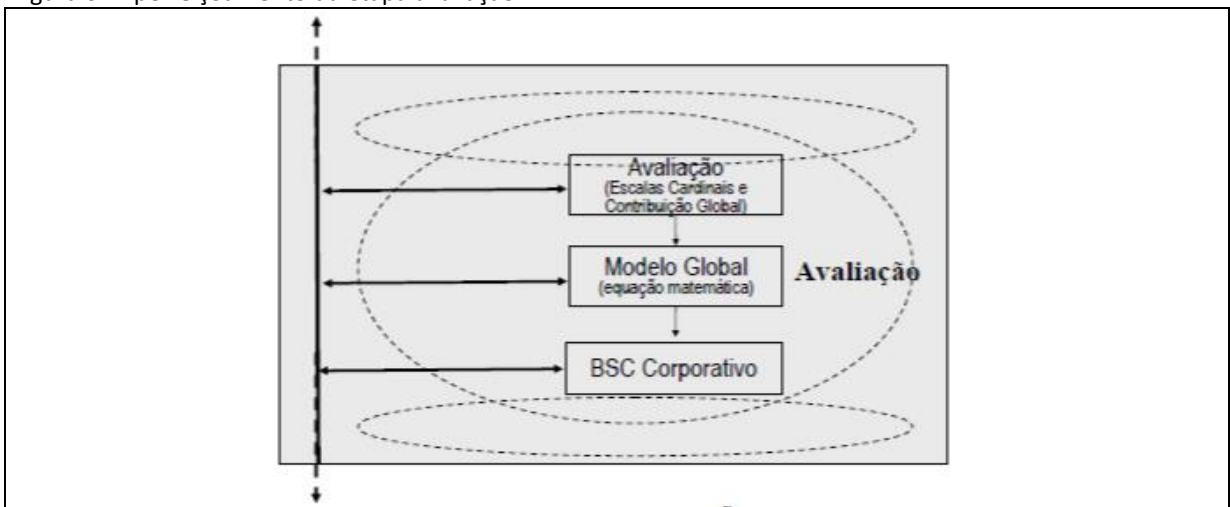 Avaliação
(Escalas Cardinais e
Contribuição Global)
Modelo Global
(equação matemática)
Avaliação
BSC Corporativo